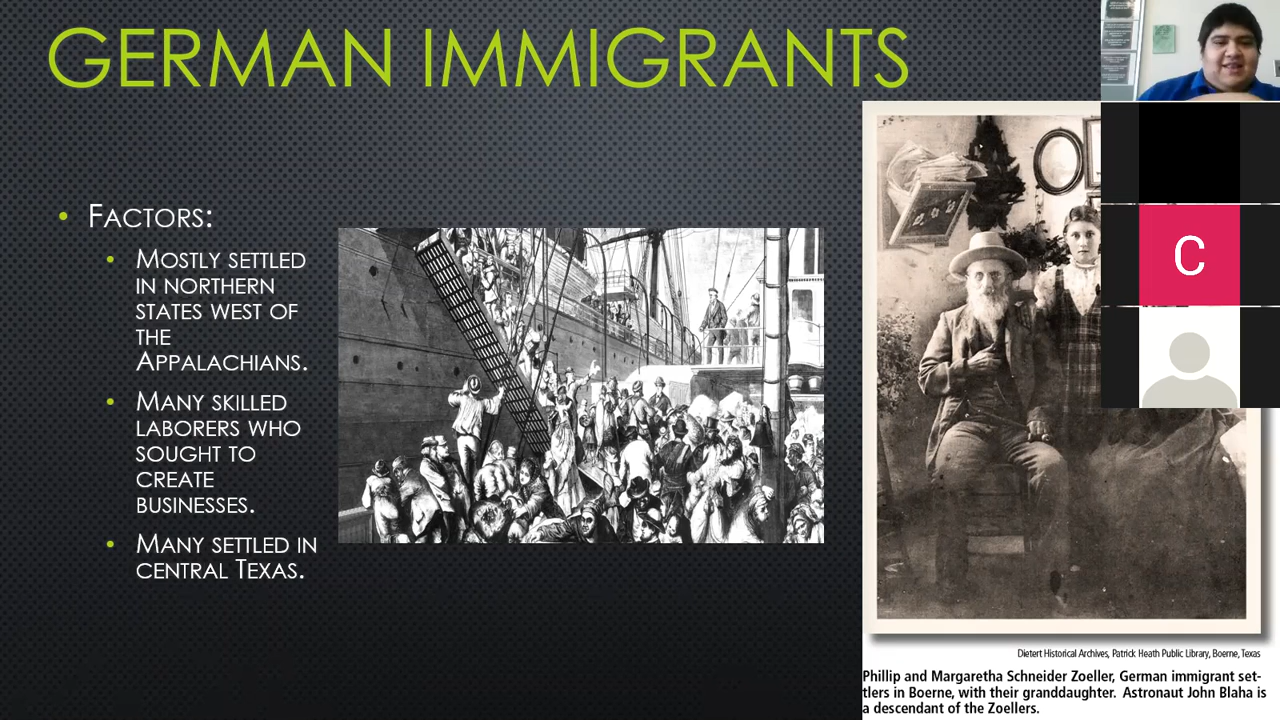 GERMAN IMMIGRANTS
• FACTORS:
• MOSTLY SETTLED
IN NORTHERN
STATES WEST OF
THE
APPALACHIANS.
• MANY SKILLED
LABORERS WHO
SOUGHT TO
CREATE
BUSINESSES.
• MANY SETTLED IN
CENTRAL TEXAS.
C
Dietert Historical Archives, Patrick Heath Public Library, Boerne, Texas
Phillip and Margaretha Schneider Zoeller, German immigrant set-
tlers in Boerne, with their granddaughter. Astronaut John Blaha is
a descendant of the Zoellers.